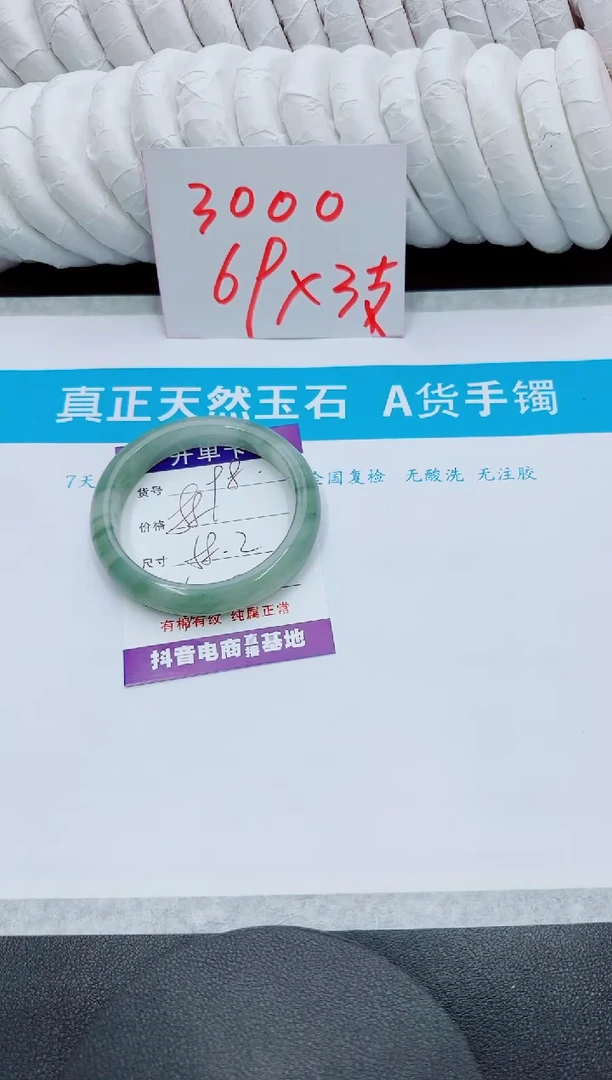 3000
69×3支
真正天然玉石 A货手镯
7天
全国复检 无酸洗 无注胶
开单卡
货号 98.
价格
尺寸
有棉有纹 纯属正常
抖音电商直播基地